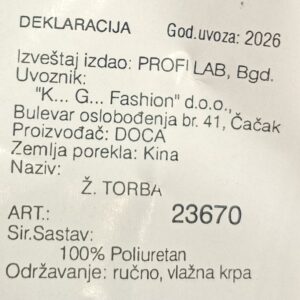 DEKLARACIJA God.uvoza: 2026
Izveštaj izdao: PROFI LAB, Bgd.
Uvoznik:
"K... G... Fashion" d.o.o.,
Bulevar oslobođenja br. 41, Čačak
Proizvođač: DOCA
Zemlja porekla: Kina
Naziv:
Ž. TORBA
ART.: 23670
Sir.Sastav:
100% Poliuretan
Održavanje: ručno, vlažna krpa